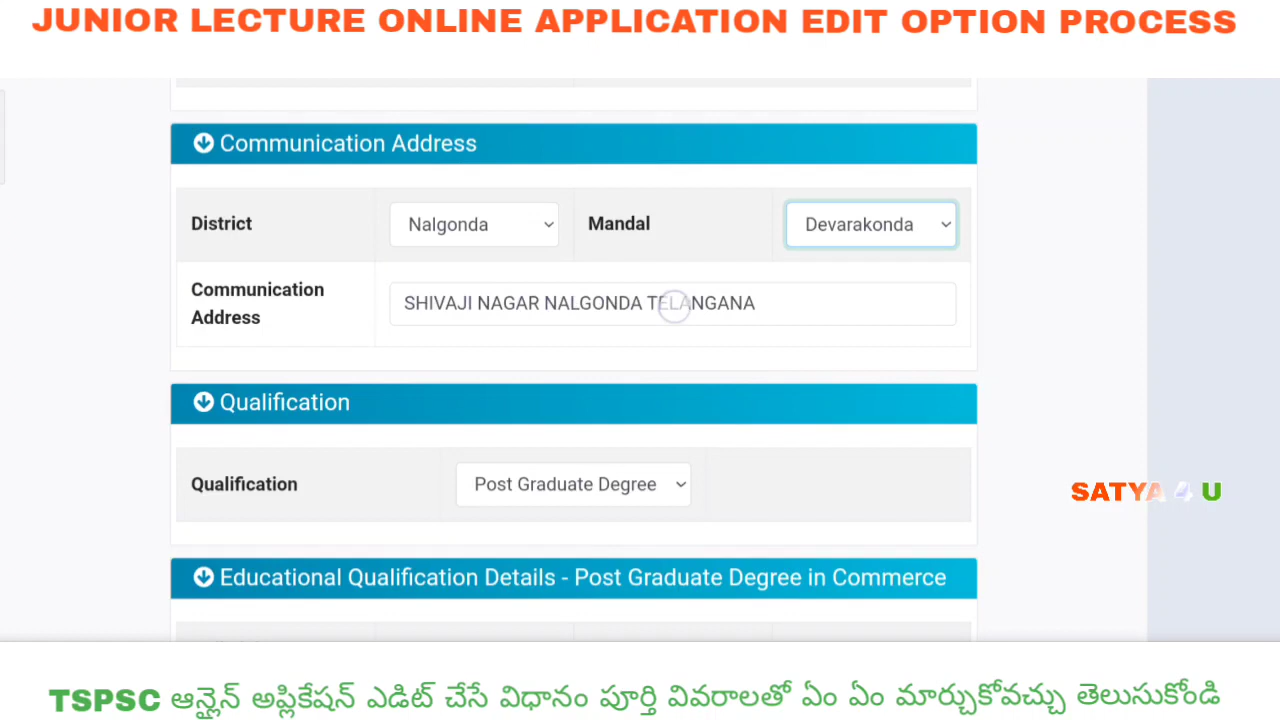 JUNIOR LECTURE ONLINE APPLICATION EDIT OPTION PROCESS
Communication Address
District Nalgonda Mandal Devarakonda
Communication Address SHIVAJI NAGAR NALGONDA TELANGANA
Qualification
Qualification Post Graduate Degree
SATYA 4 U
Educational Qualification Details - Post Graduate Degree in Commerce
TSPSC ఆన్లైన్ అప్లికేషన్ ఎడిట్ చేసే విధానం పూర్తి వివరాలతో ఏం ఏం మార్చుకోవచ్చు తెలుసుకోండి